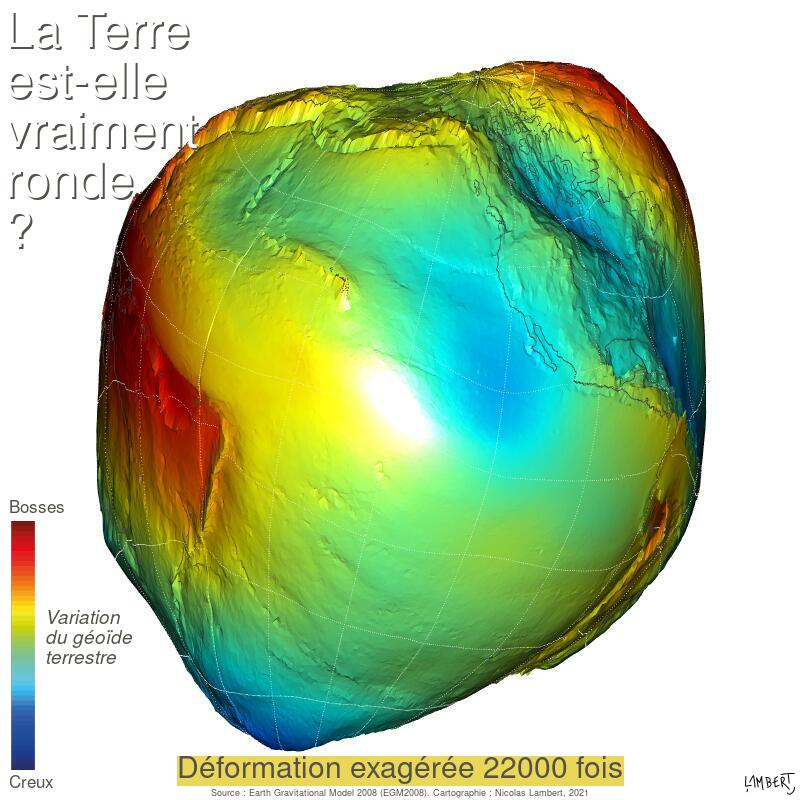 La Terre
est-elle
vraiment
ronde
?
Bosses
Variation
du géoïde
terrestre
Creux
Déformation exagérée 22000 fois
Source : Earth Gravitational Model 2008 (EGM2008). Cartographie : Nicolas Lambert, 2021
LAMBERT